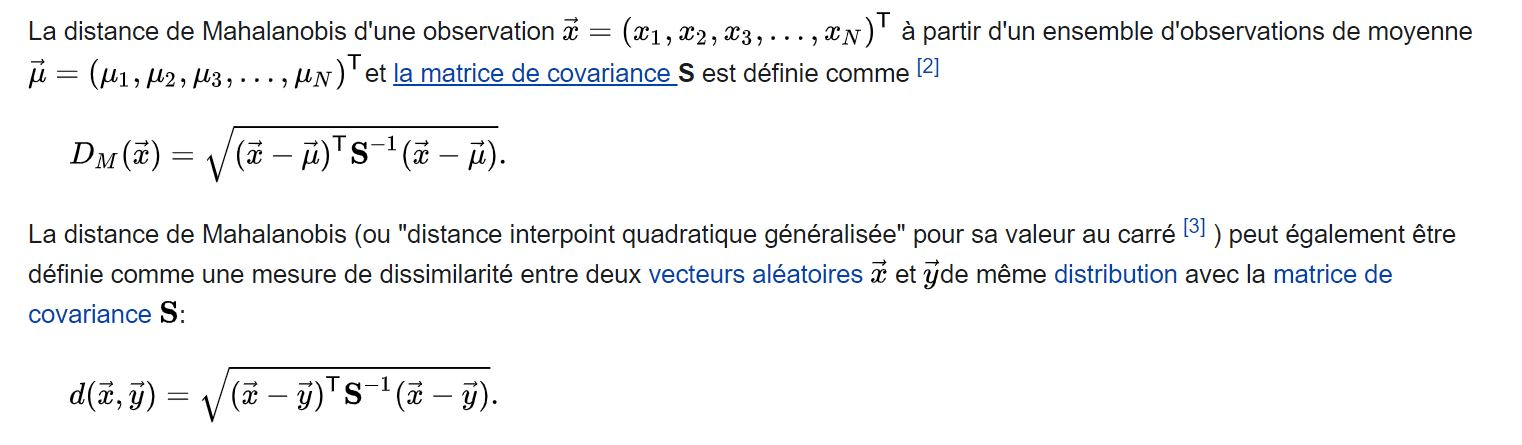 La distance de Mahalanobis d'une observation $\vec{x} = (x_1, x_2, x_3, \ldots, x_N)^\mathsf{T}$ à partir d'un ensemble d'observations de moyenne
$\vec{\mu} = (\mu_1, \mu_2, \mu_3, \ldots, \mu_N)^\mathsf{T}$ et la matrice de covariance $\mathbf{S}$ est définie comme [2]
$D_M(\vec{x}) = \sqrt{(\vec{x} - \vec{\mu})^\mathsf{T} \mathbf{S}^{-1} (\vec{x} - \vec{\mu})}.$
La distance de Mahalanobis (ou "distance interpoint quadratique généralisée" pour sa valeur au carré [3] ) peut également être
définie comme une mesure de dissimilarité entre deux vecteurs aléatoires $\vec{x}$ et $\vec{y}$de même distribution avec la matrice de
covariance $\mathbf{S}$:
$d(\vec{x}, \vec{y}) = \sqrt{(\vec{x} - \vec{y})^\mathsf{T} \mathbf{S}^{-1} (\vec{x} - \vec{y})}.$